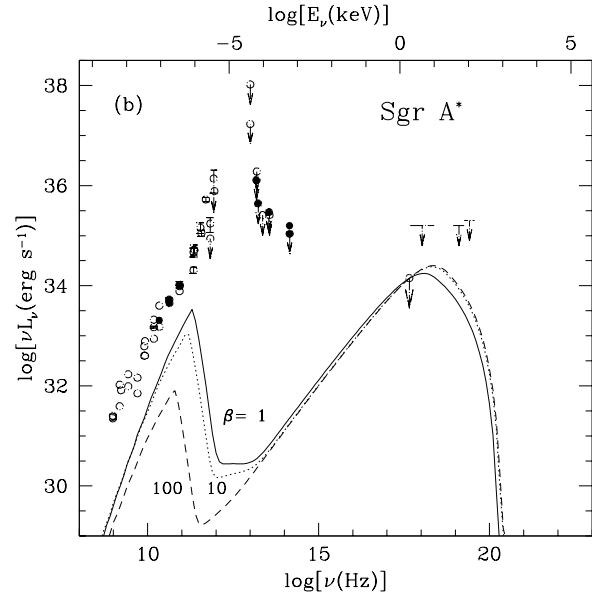 log[E_ν(keV)]
−5 0 5
(b) Sgr A*
38
36
34
32
30
log[νL_ν(erg s⁻¹)]
β= 1
100 10
10 15 20
log[ν(Hz)]